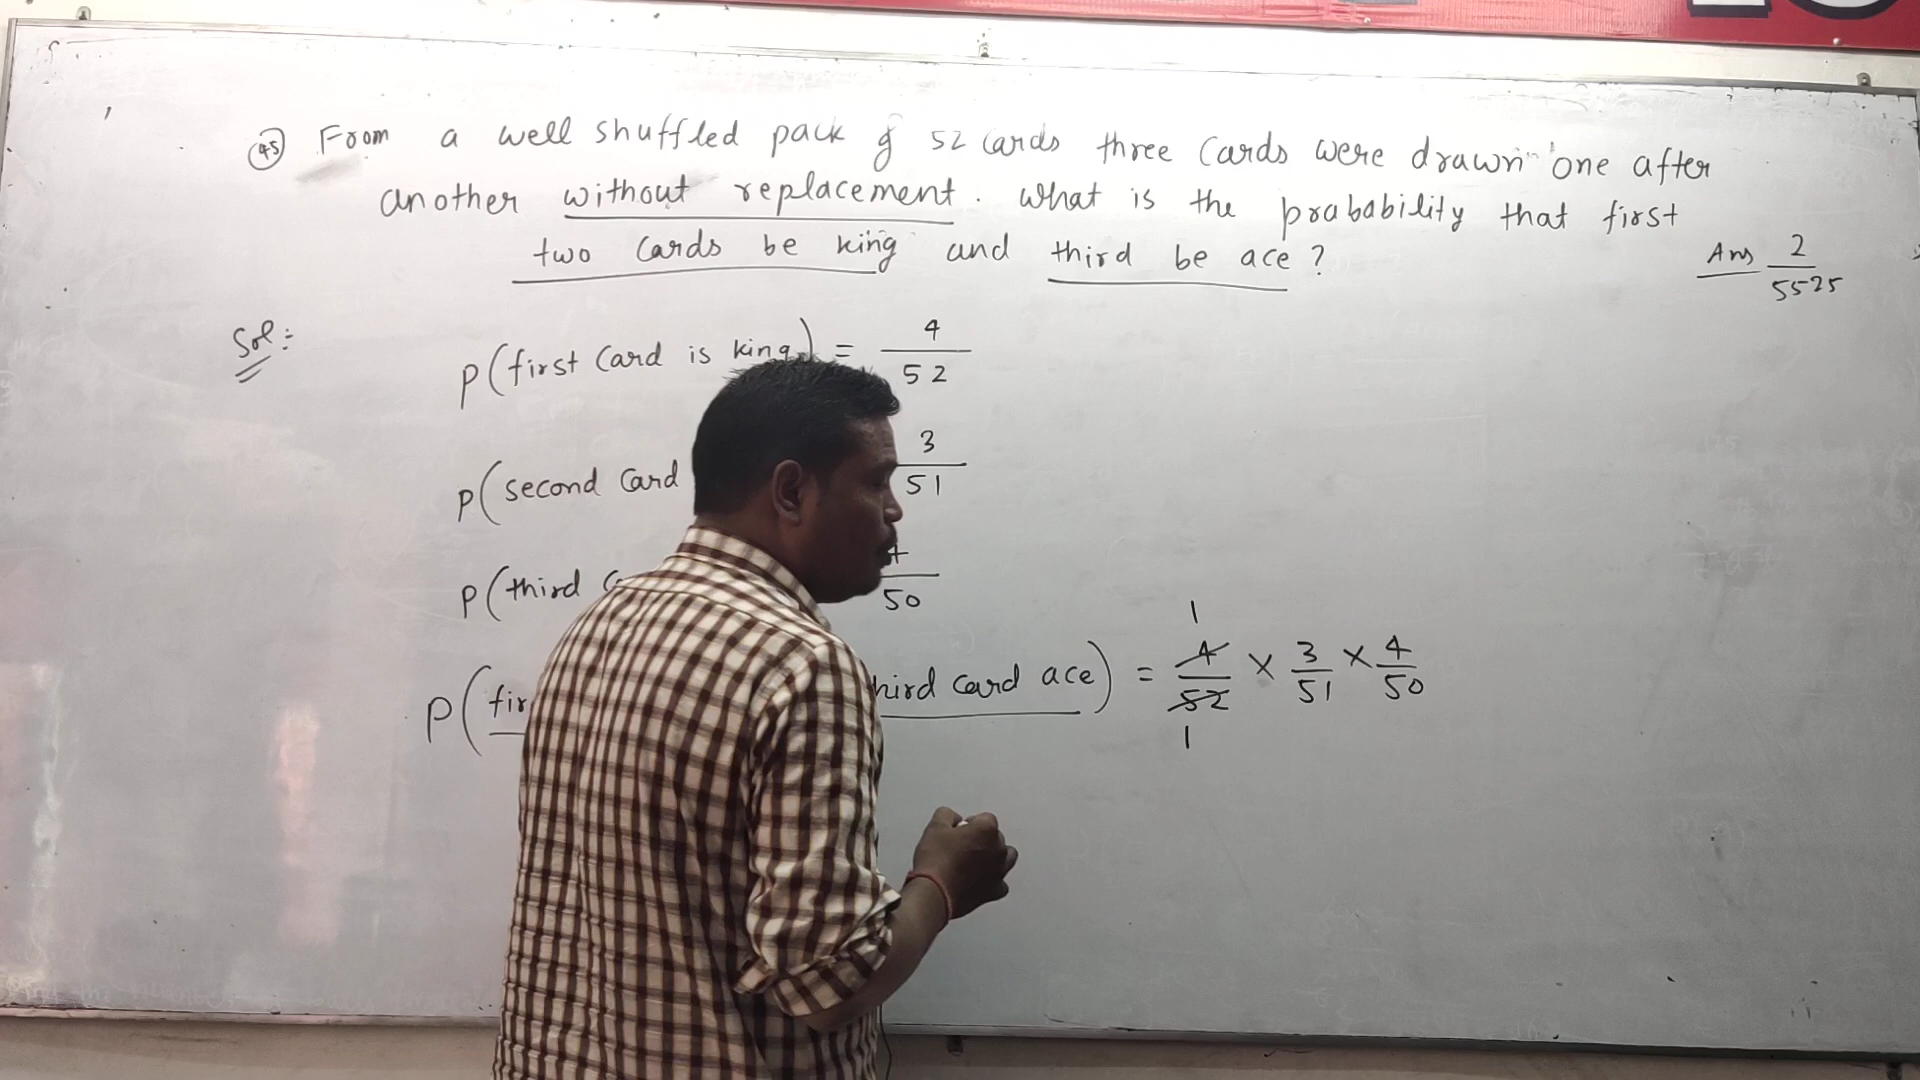 45 From a well shuffled pack of 52 cards three cards were drawn one after
another without replacement. What is the prabability that first
two cards be king and third be ace?
Ans 2/5525
Sol:
P(first card is king) = 4/52
P(second card 3/51
P(third 50
P( third card ace) = 4/52 × 3/51 × 4/50
1
1